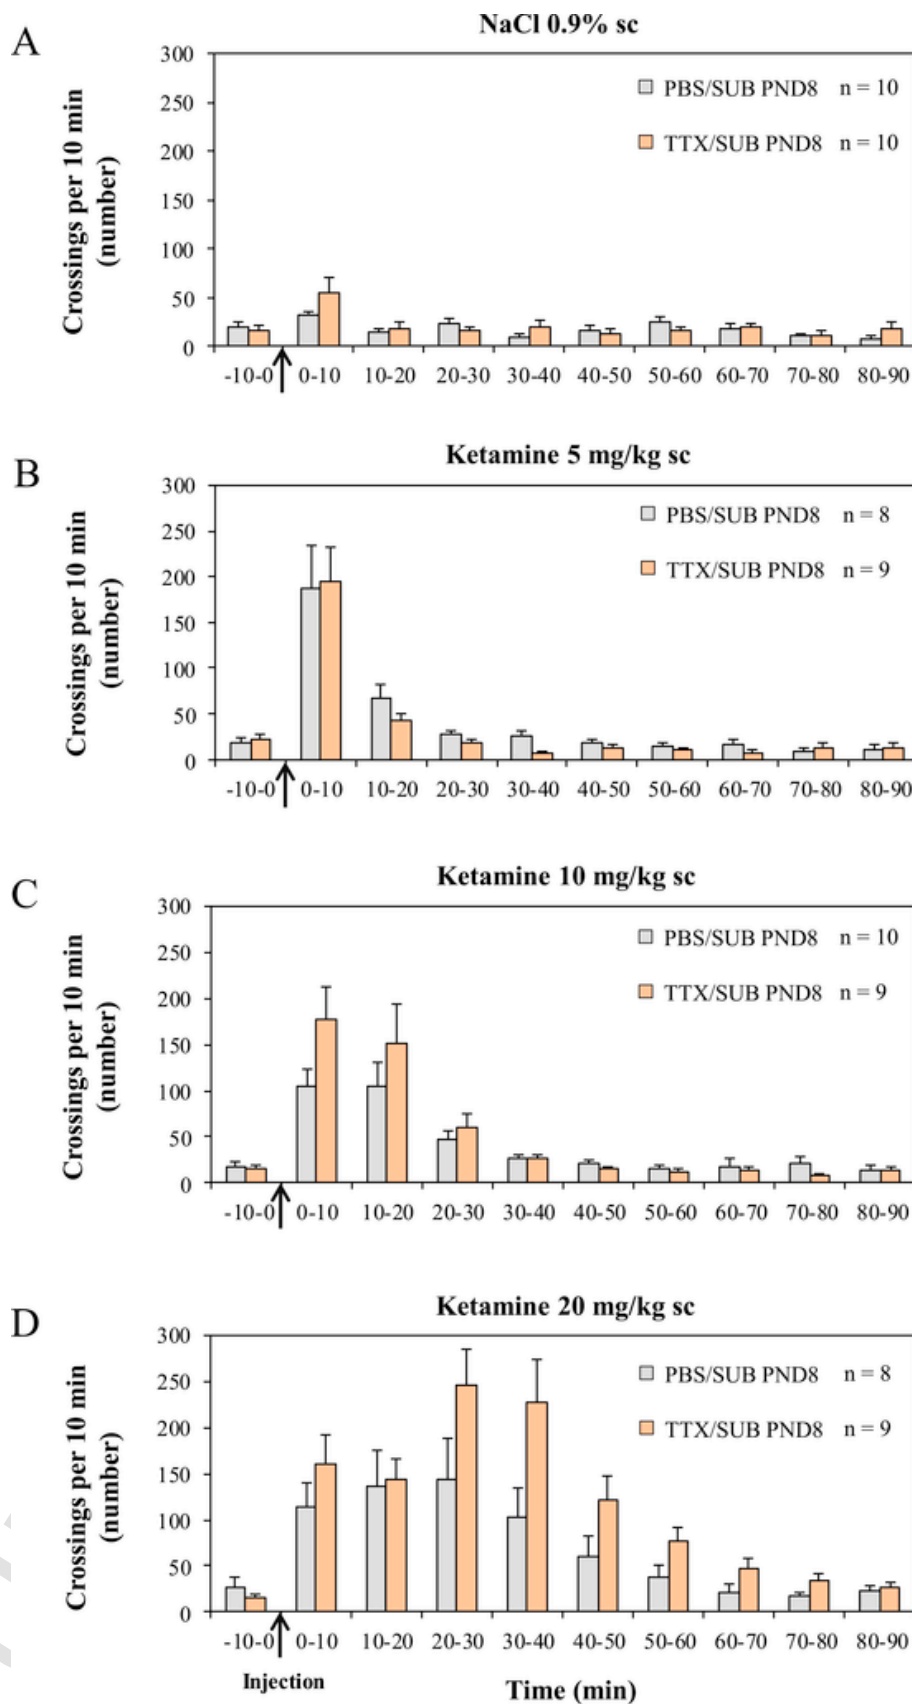 A
NaCl 0.9% sc
Crossings per 10 min
(number)
300
250
200
150
100
50
0
PBS/SUB PND8 n = 10
TTX/SUB PND8 n = 10
-10-0 0-10 10-20 20-30 30-40 40-50 50-60 60-70 70-80 80-90
B
Ketamine 5 mg/kg sc
Crossings per 10 min
(number)
300
250
200
150
100
50
0
PBS/SUB PND8 n = 8
TTX/SUB PND8 n = 9
-10-0 0-10 10-20 20-30 30-40 40-50 50-60 60-70 70-80 80-90
C
Ketamine 10 mg/kg sc
Crossings per 10 min
(number)
300
250
200
150
100
50
0
PBS/SUB PND8 n = 10
TTX/SUB PND8 n = 9
-10-0 0-10 10-20 20-30 30-40 40-50 50-60 60-70 70-80 80-90
D
Ketamine 20 mg/kg sc
Crossings per 10 min
(number)
300
250
200
150
100
50
0
PBS/SUB PND8 n = 8
TTX/SUB PND8 n = 9
-10-0 0-10 10-20 20-30 30-40 40-50 50-60 60-70 70-80 80-90
Injection
Time (min)